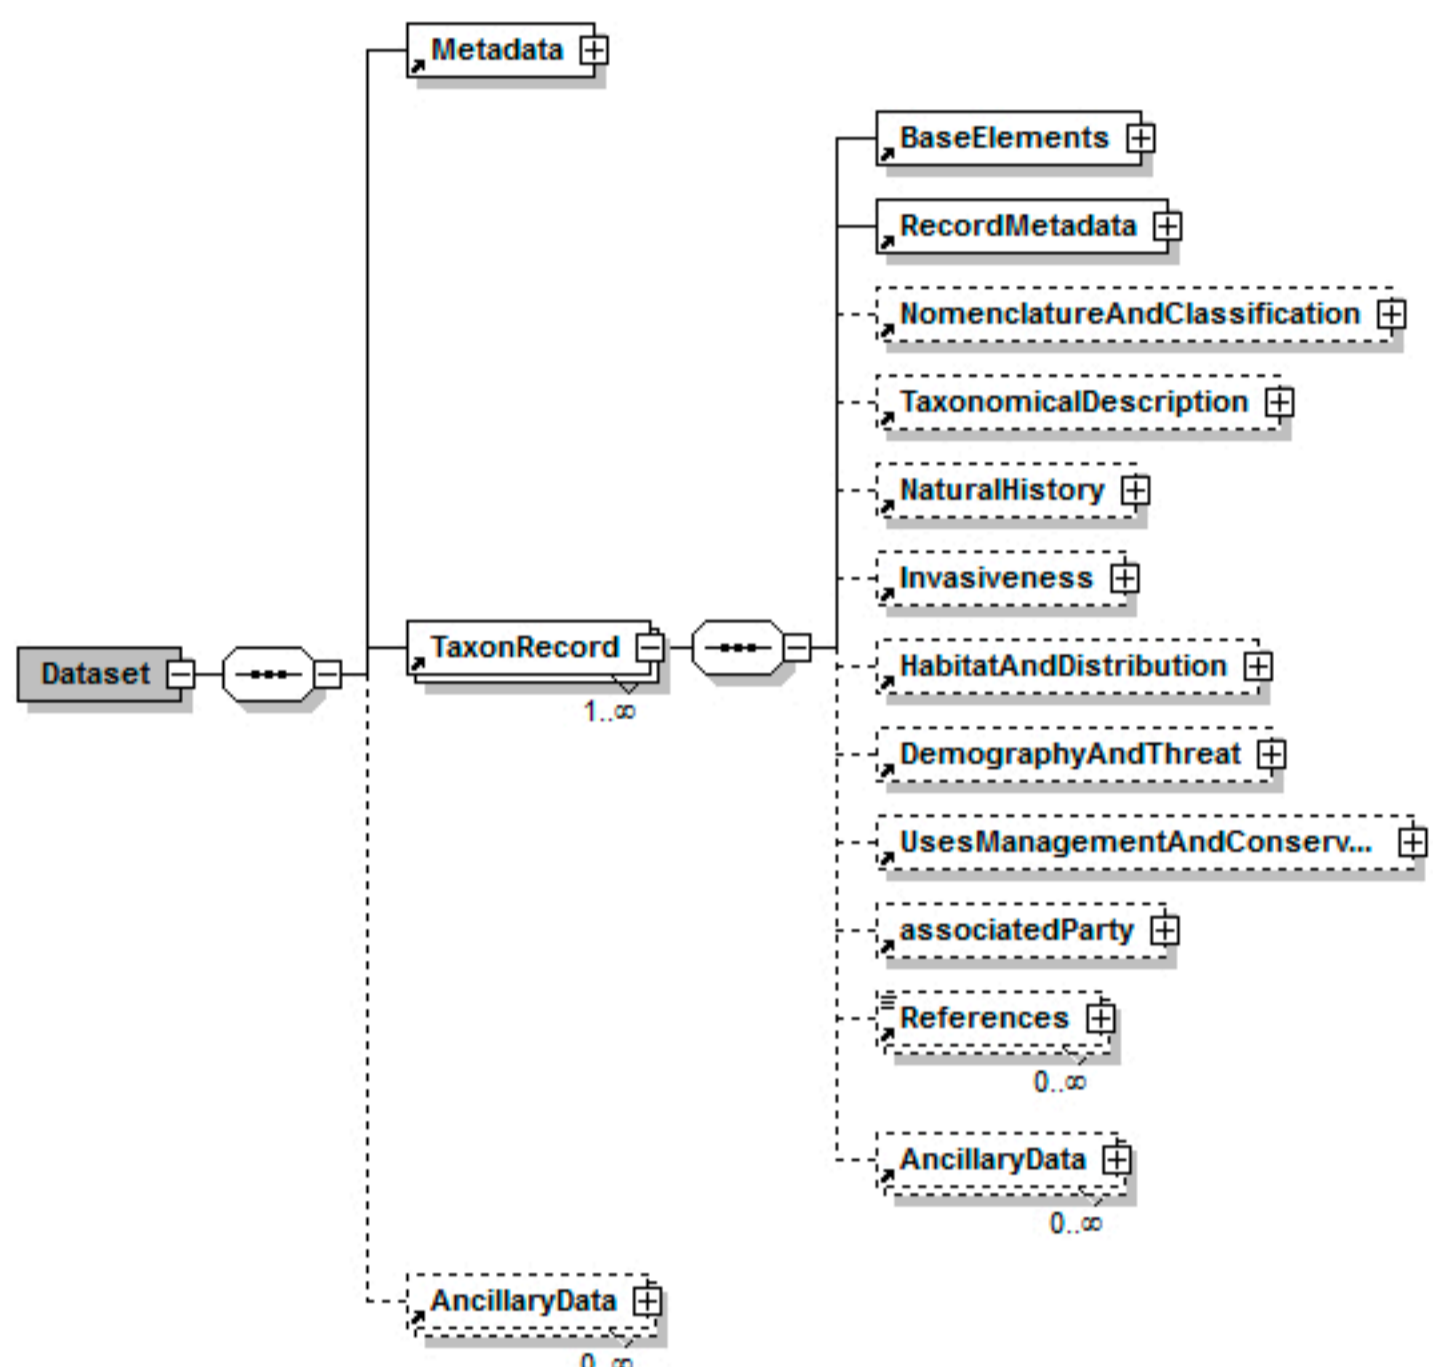 Metadata
BaseElements
RecordMetadata
NomenclatureAndClassification
TaxonomicalDescription
NaturalHistory
Invasiveness
Dataset
TaxonRecord
1..∞
HabitatAndDistribution
DemographyAndThreat
UsesManagementAndConserv...
associatedParty
References
0..∞
AncillaryData
0..∞
AncillaryData
0..∞